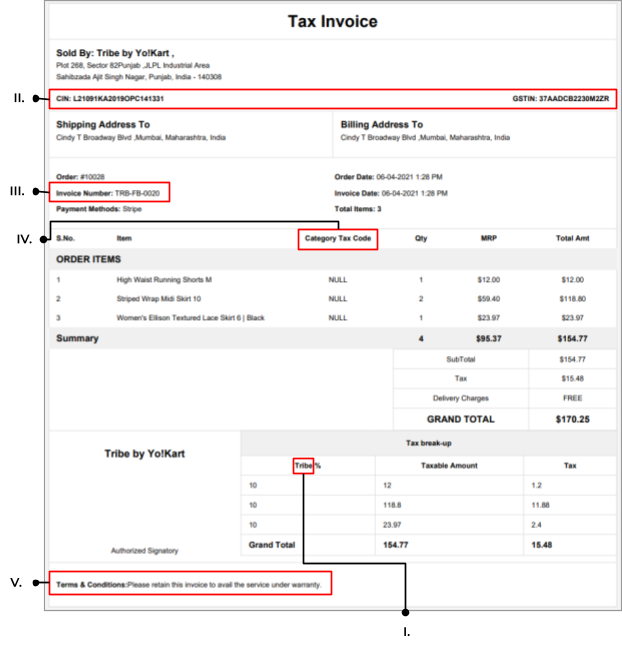 Tax Invoice
Sold By: Tribe by Yo!Kart ,
Plot 268, Sector 82Punjab ,JLPL Industrial Area
Sahibzada Ajit Singh Nagar, Punjab, India - 140308
II.
CIN: L21091KA2019OPC141331 GSTIN: 37AADCB2230M2ZR
Shipping Address To Billing Address To
Cindy T Broadway Blvd ,Mumbai, Maharashtra, India Cindy T Broadway Blvd ,Mumbai, Maharashtra, India
Order: #10028 Order Date: 06-04-2021 1:28 PM
III.
Invoice Number: TRB-FB-0020 Invoice Date: 06-04-2021 1:28 PM
Payment Methods: Stripe Total Items: 3
IV.
S.No. Item Category Tax Code Qty MRP Total Amt
ORDER ITEMS
1 High Waist Running Shorts M NULL 1 $12.00 $12.00
2 Striped Wrap Midi Skirt 10 NULL 2 $59.40 $118.80
3 Women's Ellison Textured Lace Skirt 6 | Black NULL 1 $23.97 $23.97
Summary 4 $95.37 $154.77
SubTotal $154.77
Tax $15.48
Delivery Charges FREE
GRAND TOTAL $170.25
Tribe by Yo!Kart
Authorized Signatory
Tax break-up
Tribe % Taxable Amount Tax
10 12 1.2
10 118.8 11.88
10 23.97 2.4
Grand Total 154.77 15.48
V.
Terms & Conditions:Please retain this invoice to avail the service under warranty.
I.